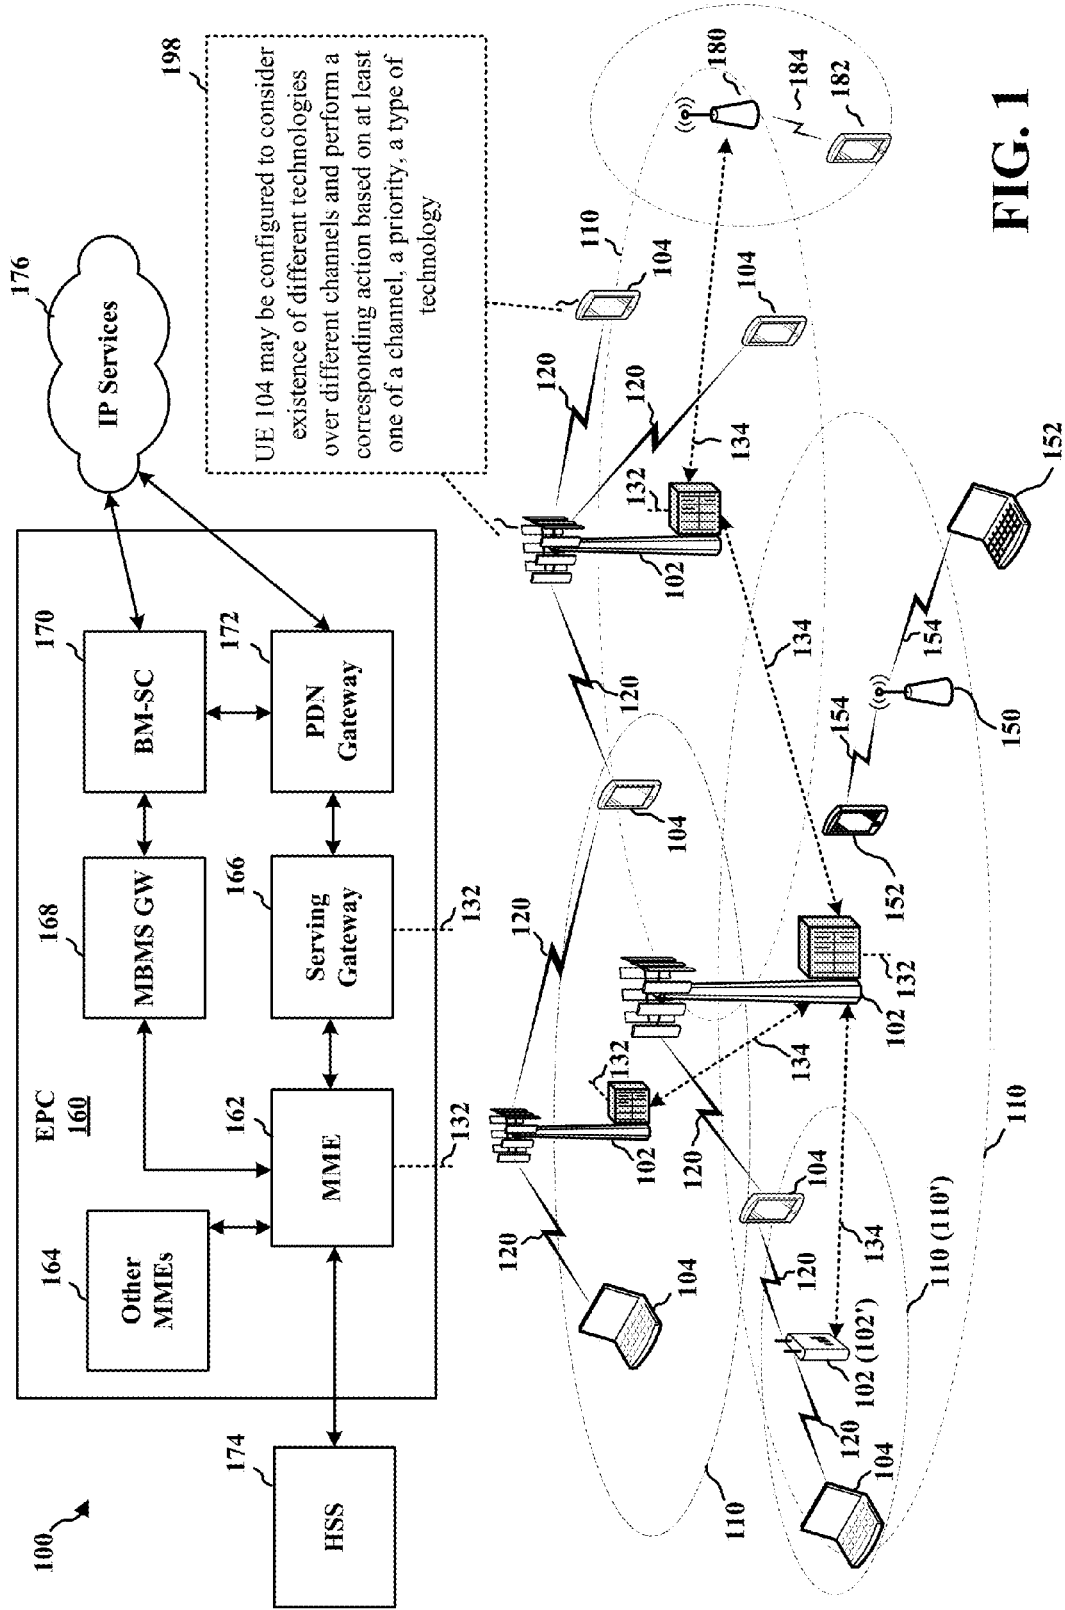 100
174
HSS
EPC
160
164
Other
MMEs
162
MME
132
168
MBMS GW
166
Serving
Gateway
132
170
BM-SC
172
PDN
Gateway
176
IP Services
198
UE 104 may be configured to consider
existence of different technologies
over different channels and perform a
corresponding action based on at least
one of a channel, a priority, a type of
technology
120
104
110
120
102
132
134
120
104
120
102
132
120
120
104
110
104
134
132
102
120
104
120
102 (102')
134
110 (110')
110
104
134
134
180
184
182
152
154
150
154
152
FIG. 1